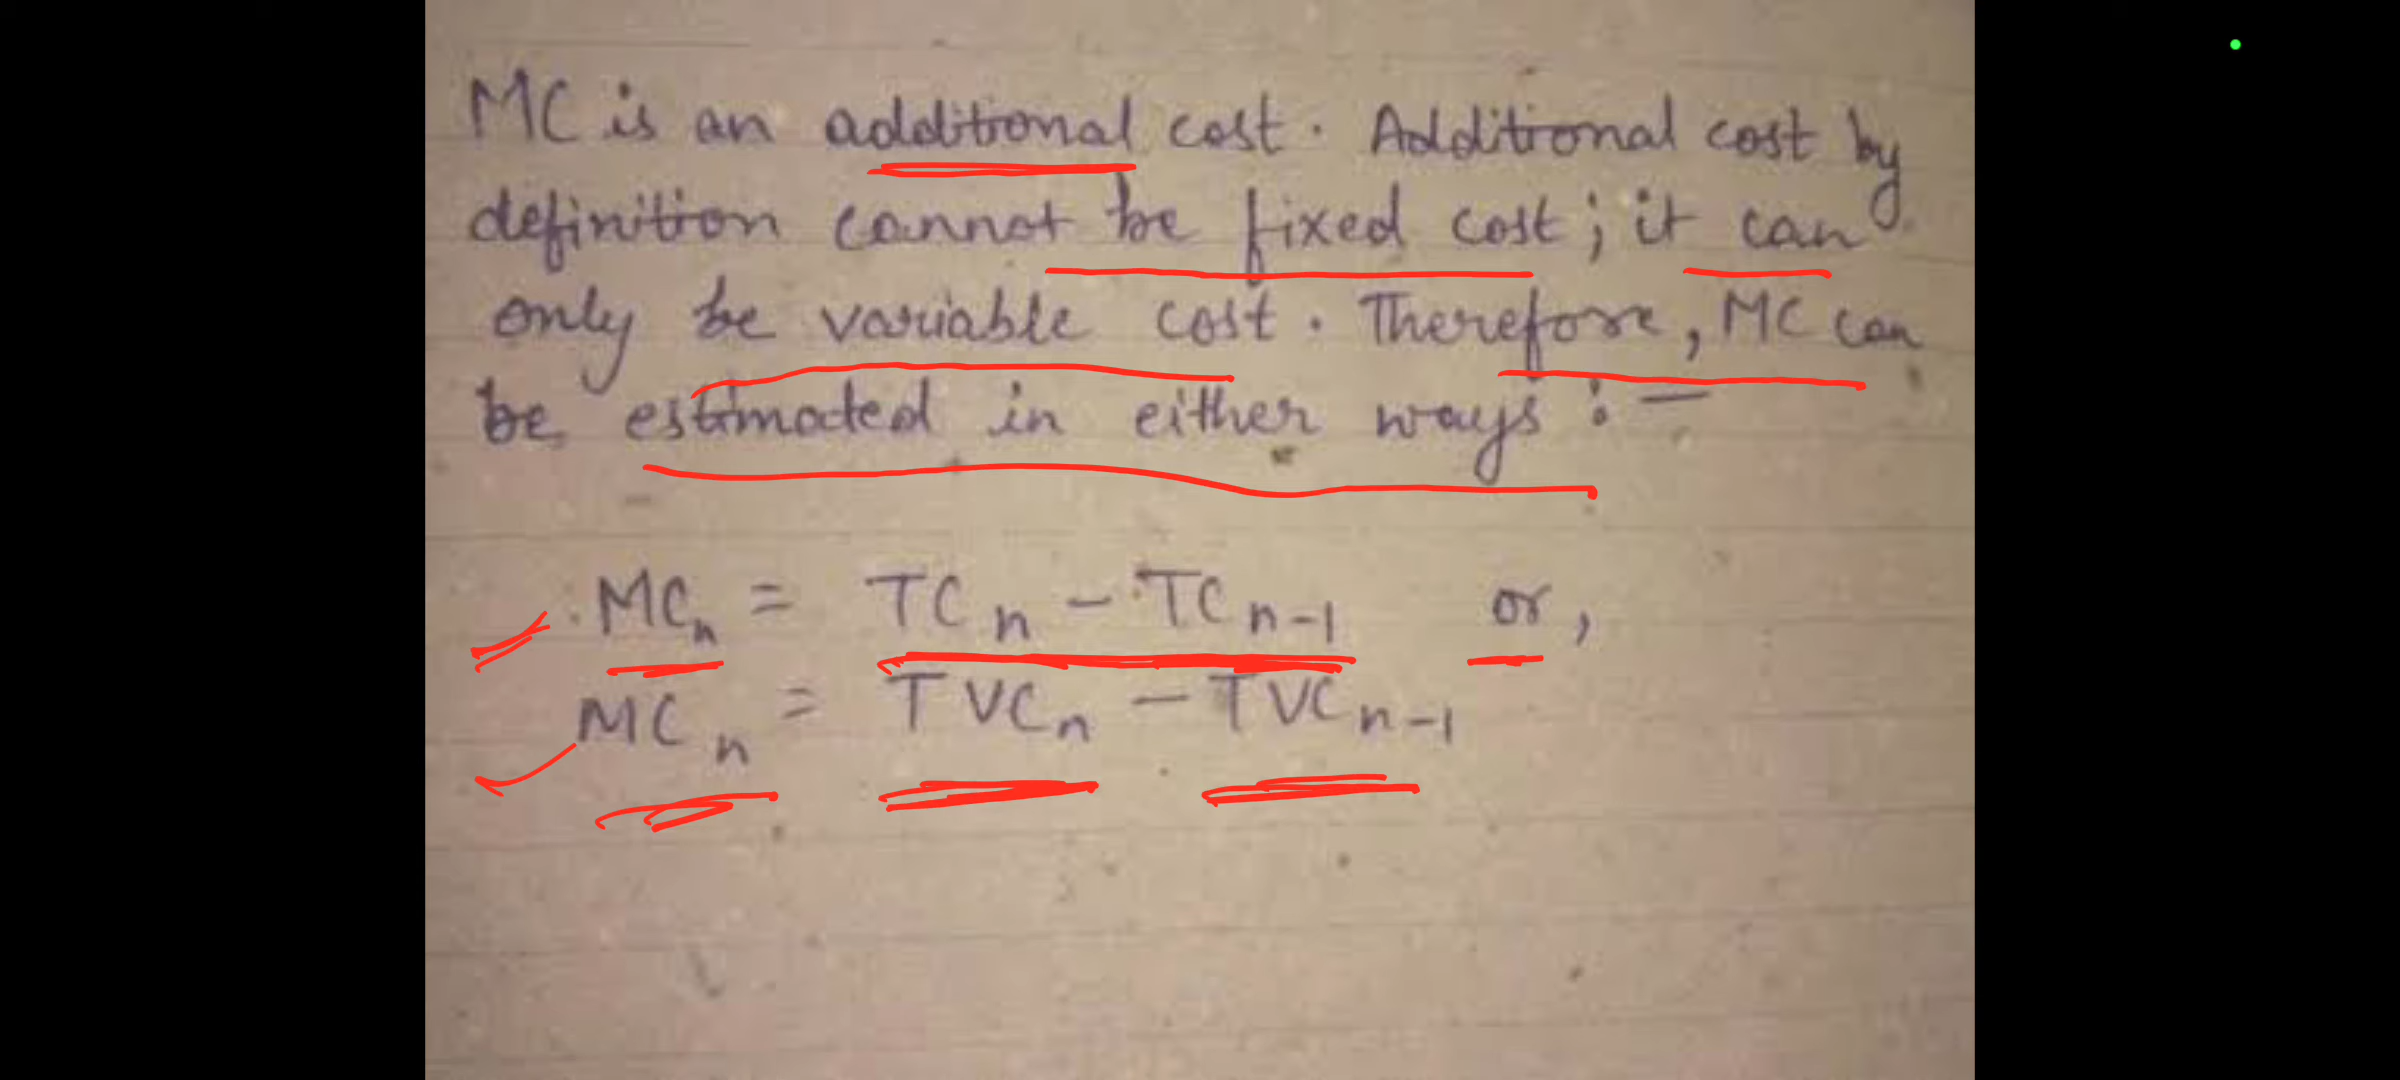 MC is an additional cost. Additional cost by
definition cannot be fixed cost; it can
only be variable cost. Therefore, MC can
be estimated in either ways :-
MCn = TCn - TCn-1 or,
MCn = TVCn - TVCn-1